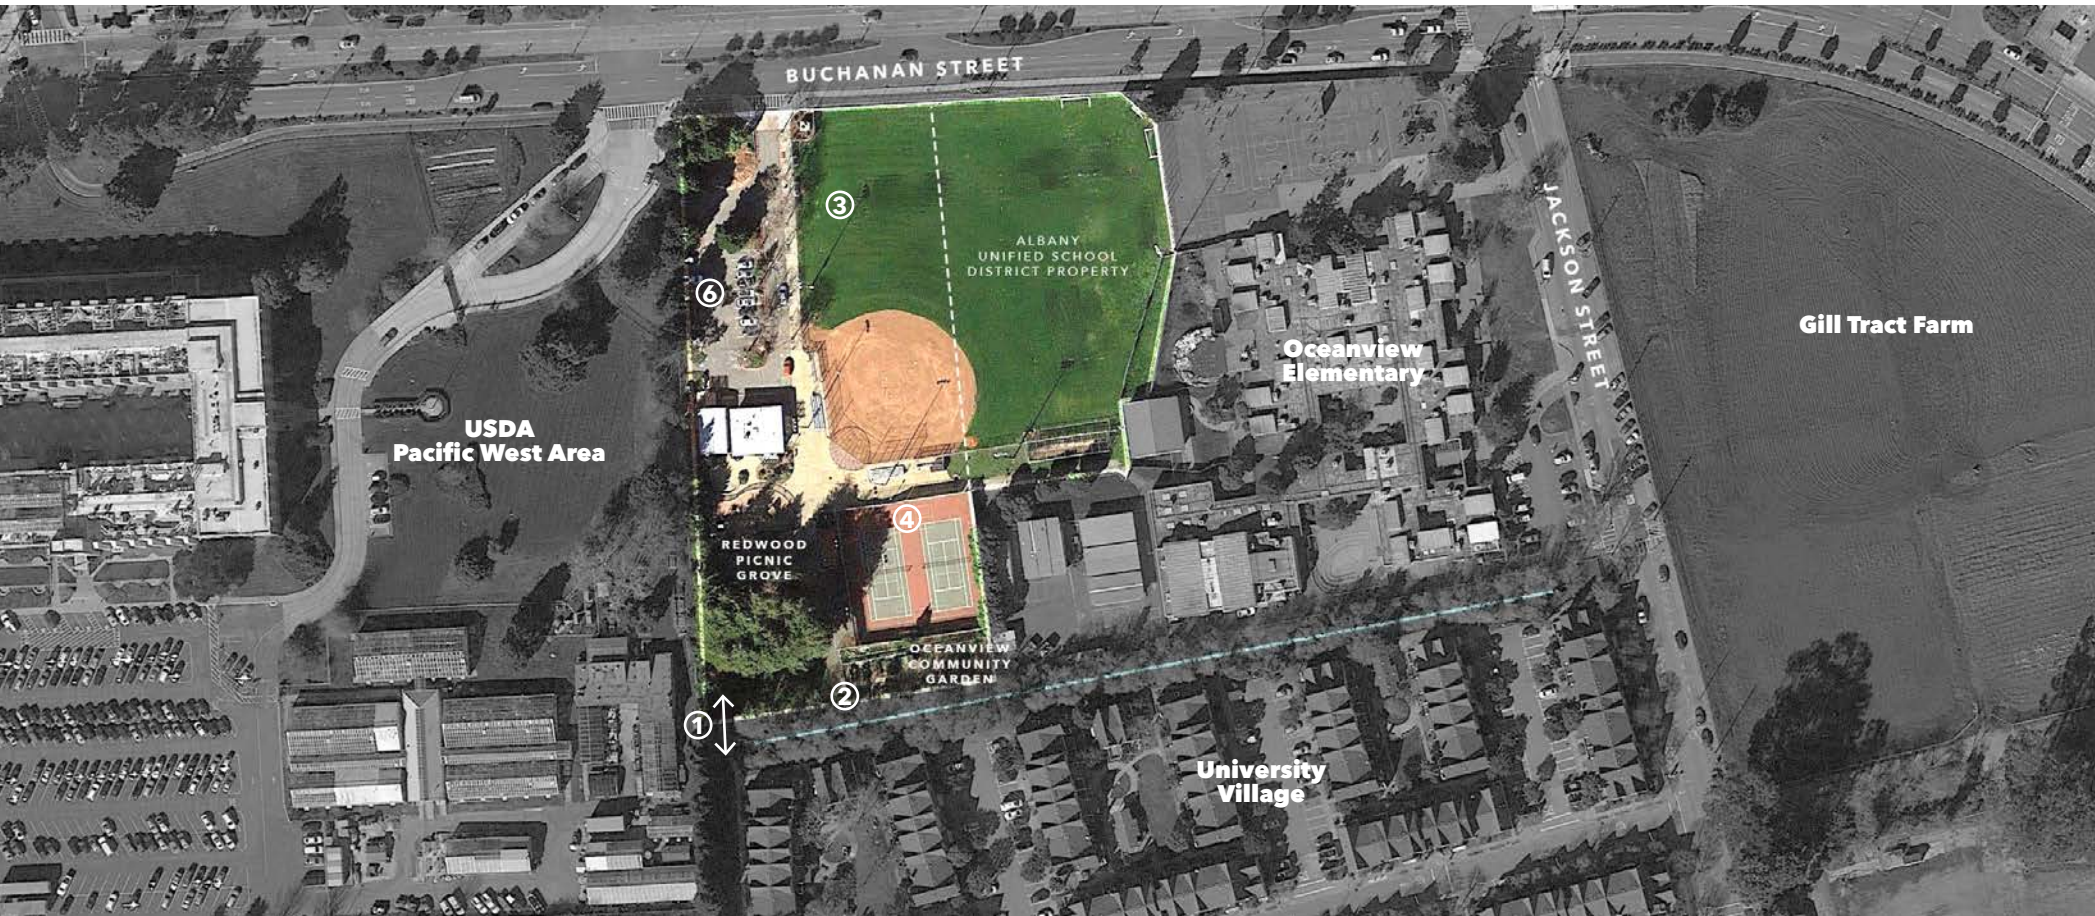 BUCHANAN STREET
③
ALBANY
UNIFIED SCHOOL
DISTRICT PROPERTY
JACKSON STREET
⑥
Gill Tract Farm
Oceanview
Elementary
USDA
Pacific West Area
④
REDWOOD
PICNIC
GROVE
OCEANVIEW
COMMUNITY
GARDEN
②
①
University
Village